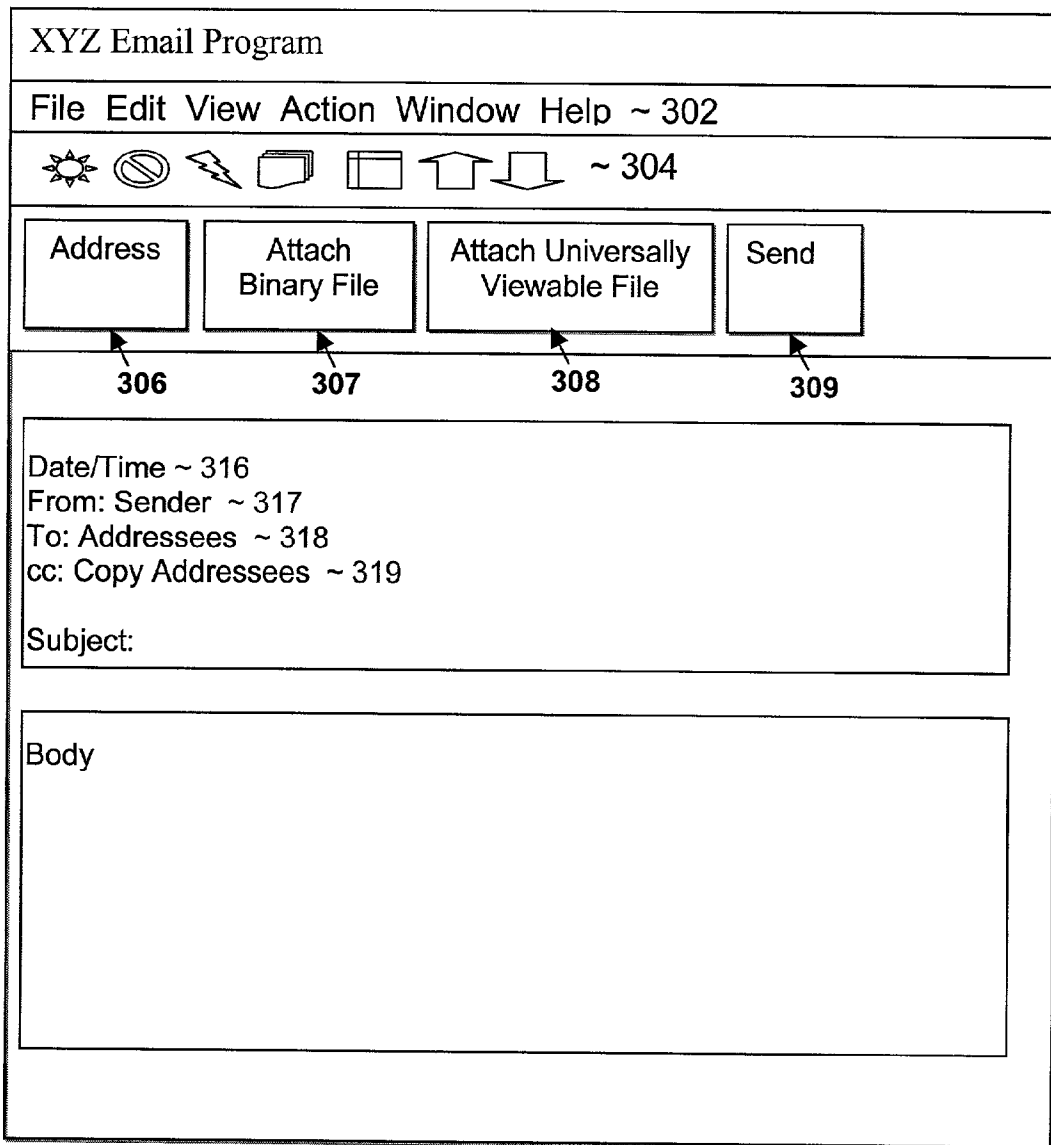 XYZ Email Program
File Edit View Action Window Help ~ 302
~ 304
Address
Attach
Binary File
Attach Universally
Viewable File
Send
306
307
308
309
Date/Time ~ 316
From: Sender ~ 317
To: Addressees ~ 318
cc: Copy Addressees ~ 319
Subject:
Body